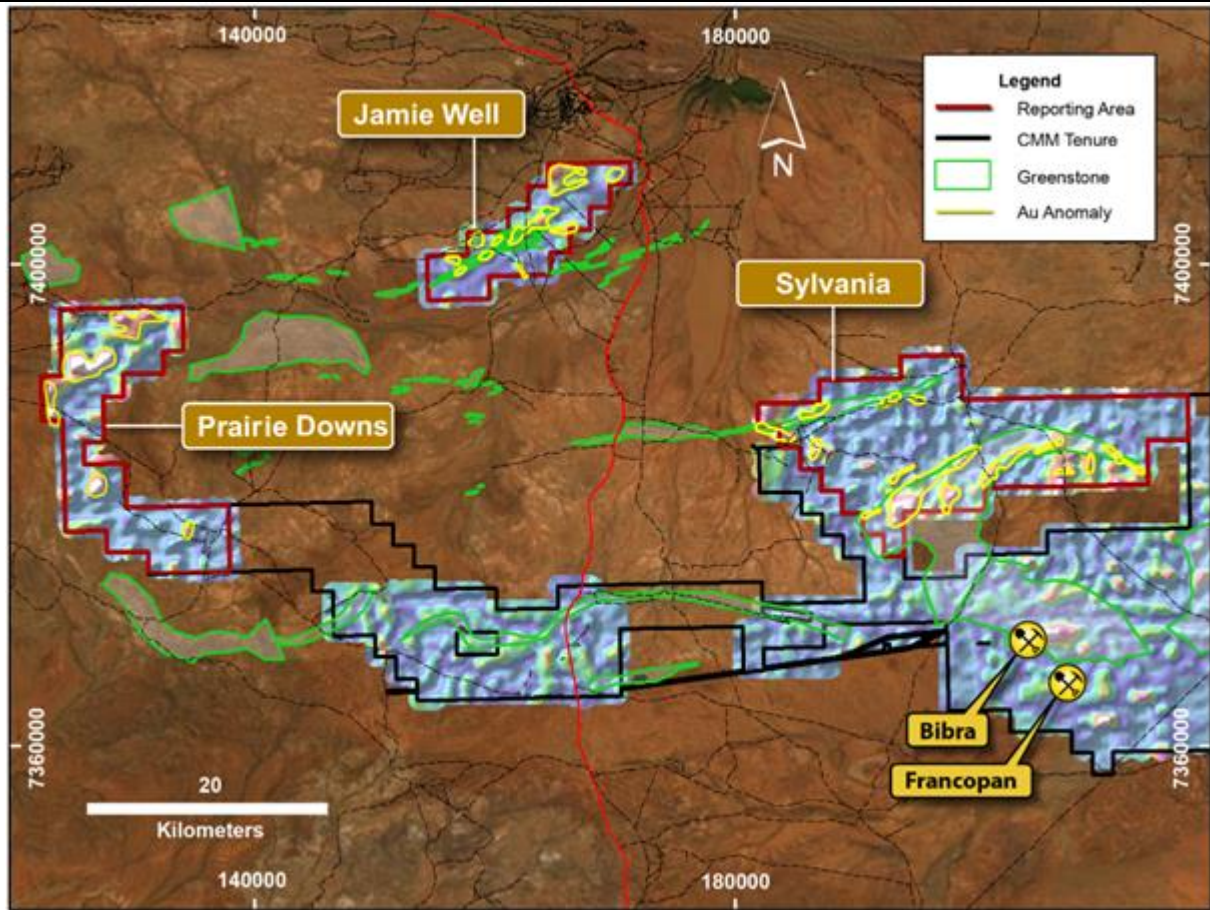 140000
180000
Legend
Reporting Area
CMM Tenure
Greenstone
Au Anomaly
Jamie Well
N
7400000
7400000
Sylvania
Prairie Downs
Bibra
Francopan
7360000
7360000
20
Kilometers
140000
180000